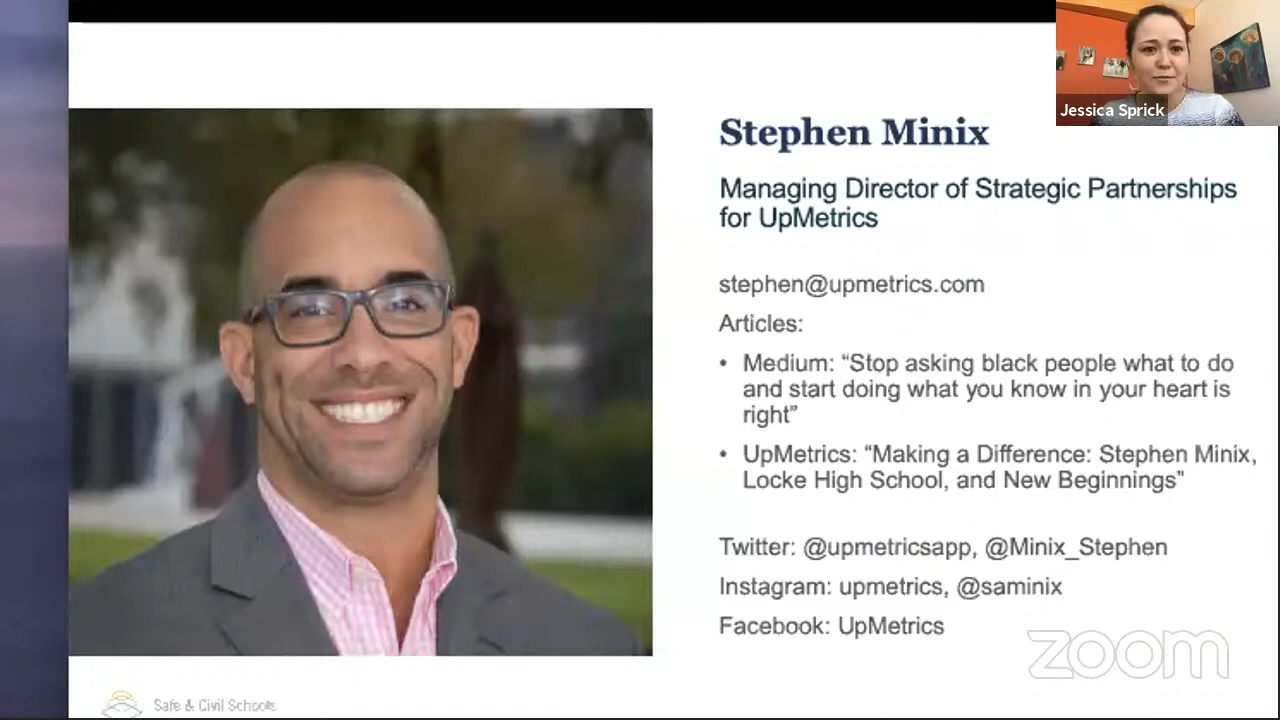 Jessica Sprick
Stephen Minix
Managing Director of Strategic Partnerships
for UpMetrics
stephen@upmetrics.com
Articles:
• Medium: “Stop asking black people what to do
and start doing what you know in your heart is
right”
• UpMetrics: “Making a Difference: Stephen Minix,
Locke High School, and New Beginnings”
Twitter: @upmetricsapp, @Minix_Stephen
Instagram: upmetrics, @saminix
Facebook: UpMetrics
zoom
Safe & Civil Schools